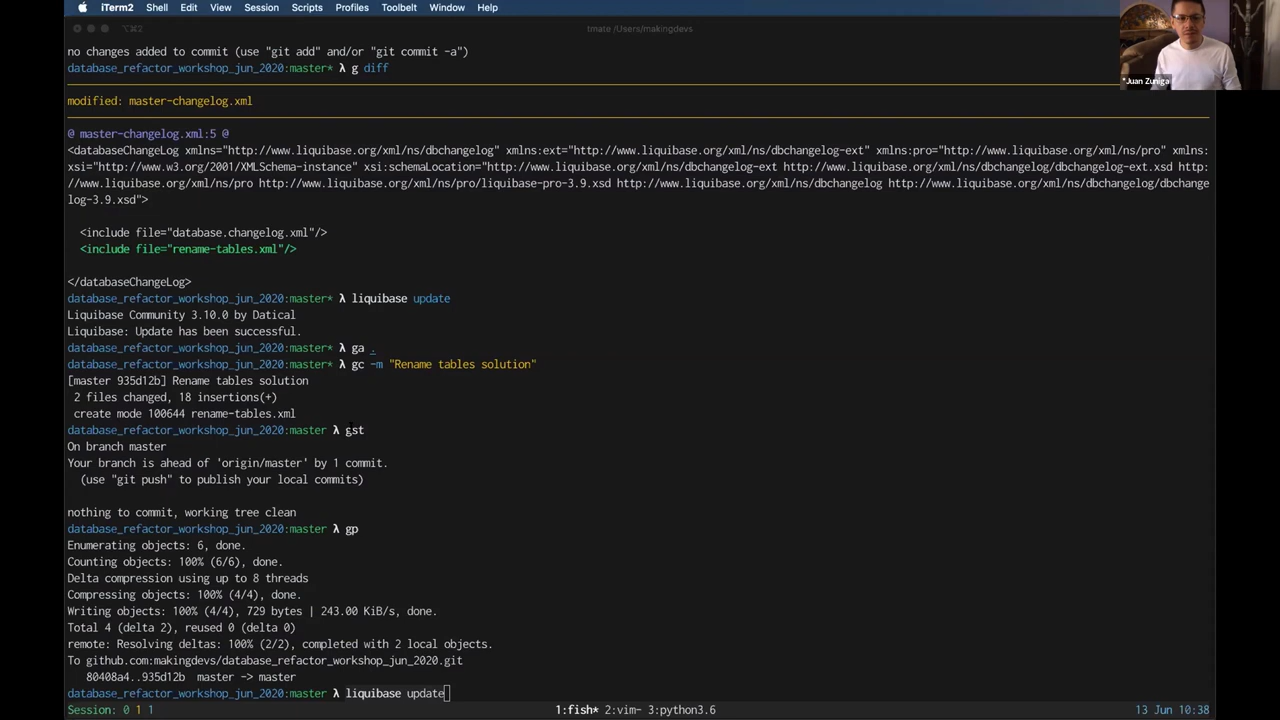 iTerm2 Shell Edit View Session Scripts Profiles Toolbelt Window Help
⌥⌘2 tmate /Users/makingdevs
no changes added to commit (use "git add" and/or "git commit -a")
database_refactor_workshop_jun_2020:master* λ g diff
modified: master-changelog.xml
@ master-changelog.xml:5 @
<databaseChangeLog xmlns="http://www.liquibase.org/xml/ns/dbchangelog" xmlns:ext="http://www.liquibase.org/xml/ns/dbchangelog-ext" xmlns:pro="http://www.liquibase.org/xml/ns/pro" xmlns:
xsi="http://www.w3.org/2001/XMLSchema-instance" xsi:schemaLocation="http://www.liquibase.org/xml/ns/dbchangelog-ext http://www.liquibase.org/xml/ns/dbchangelog/dbchangelog-ext.xsd http:
//www.liquibase.org/xml/ns/pro http://www.liquibase.org/xml/ns/pro/liquibase-pro-3.9.xsd http://www.liquibase.org/xml/ns/dbchangelog http://www.liquibase.org/xml/ns/dbchangelog/dbchange
log-3.9.xsd">
<include file="database.changelog.xml"/>
<include file="rename-tables.xml"/>
</databaseChangeLog>
database_refactor_workshop_jun_2020:master* λ liquibase update
Liquibase Community 3.10.0 by Datical
Liquibase: Update has been successful.
database_refactor_workshop_jun_2020:master* λ ga .
database_refactor_workshop_jun_2020:master* λ gc -m "Rename tables solution"
[master 935d12b] Rename tables solution
2 files changed, 18 insertions(+)
create mode 100644 rename-tables.xml
database_refactor_workshop_jun_2020:master λ gst
On branch master
Your branch is ahead of 'origin/master' by 1 commit.
(use "git push" to publish your local commits)
nothing to commit, working tree clean
database_refactor_workshop_jun_2020:master λ gp
Enumerating objects: 6, done.
Counting objects: 100% (6/6), done.
Delta compression using up to 8 threads
Compressing objects: 100% (4/4), done.
Writing objects: 100% (4/4), 729 bytes | 243.00 KiB/s, done.
Total 4 (delta 2), reused 0 (delta 0)
remote: Resolving deltas: 100% (2/2), completed with 2 local objects.
To github.com:makingdevs/database_refactor_workshop_jun_2020.git
80408a4..935d12b master -> master
database_refactor_workshop_jun_2020:master λ liquibase update
Session: 0 1 1 1:fish* 2:vim- 3:python3.6 13 Jun 10:38
*Juan Zuniga